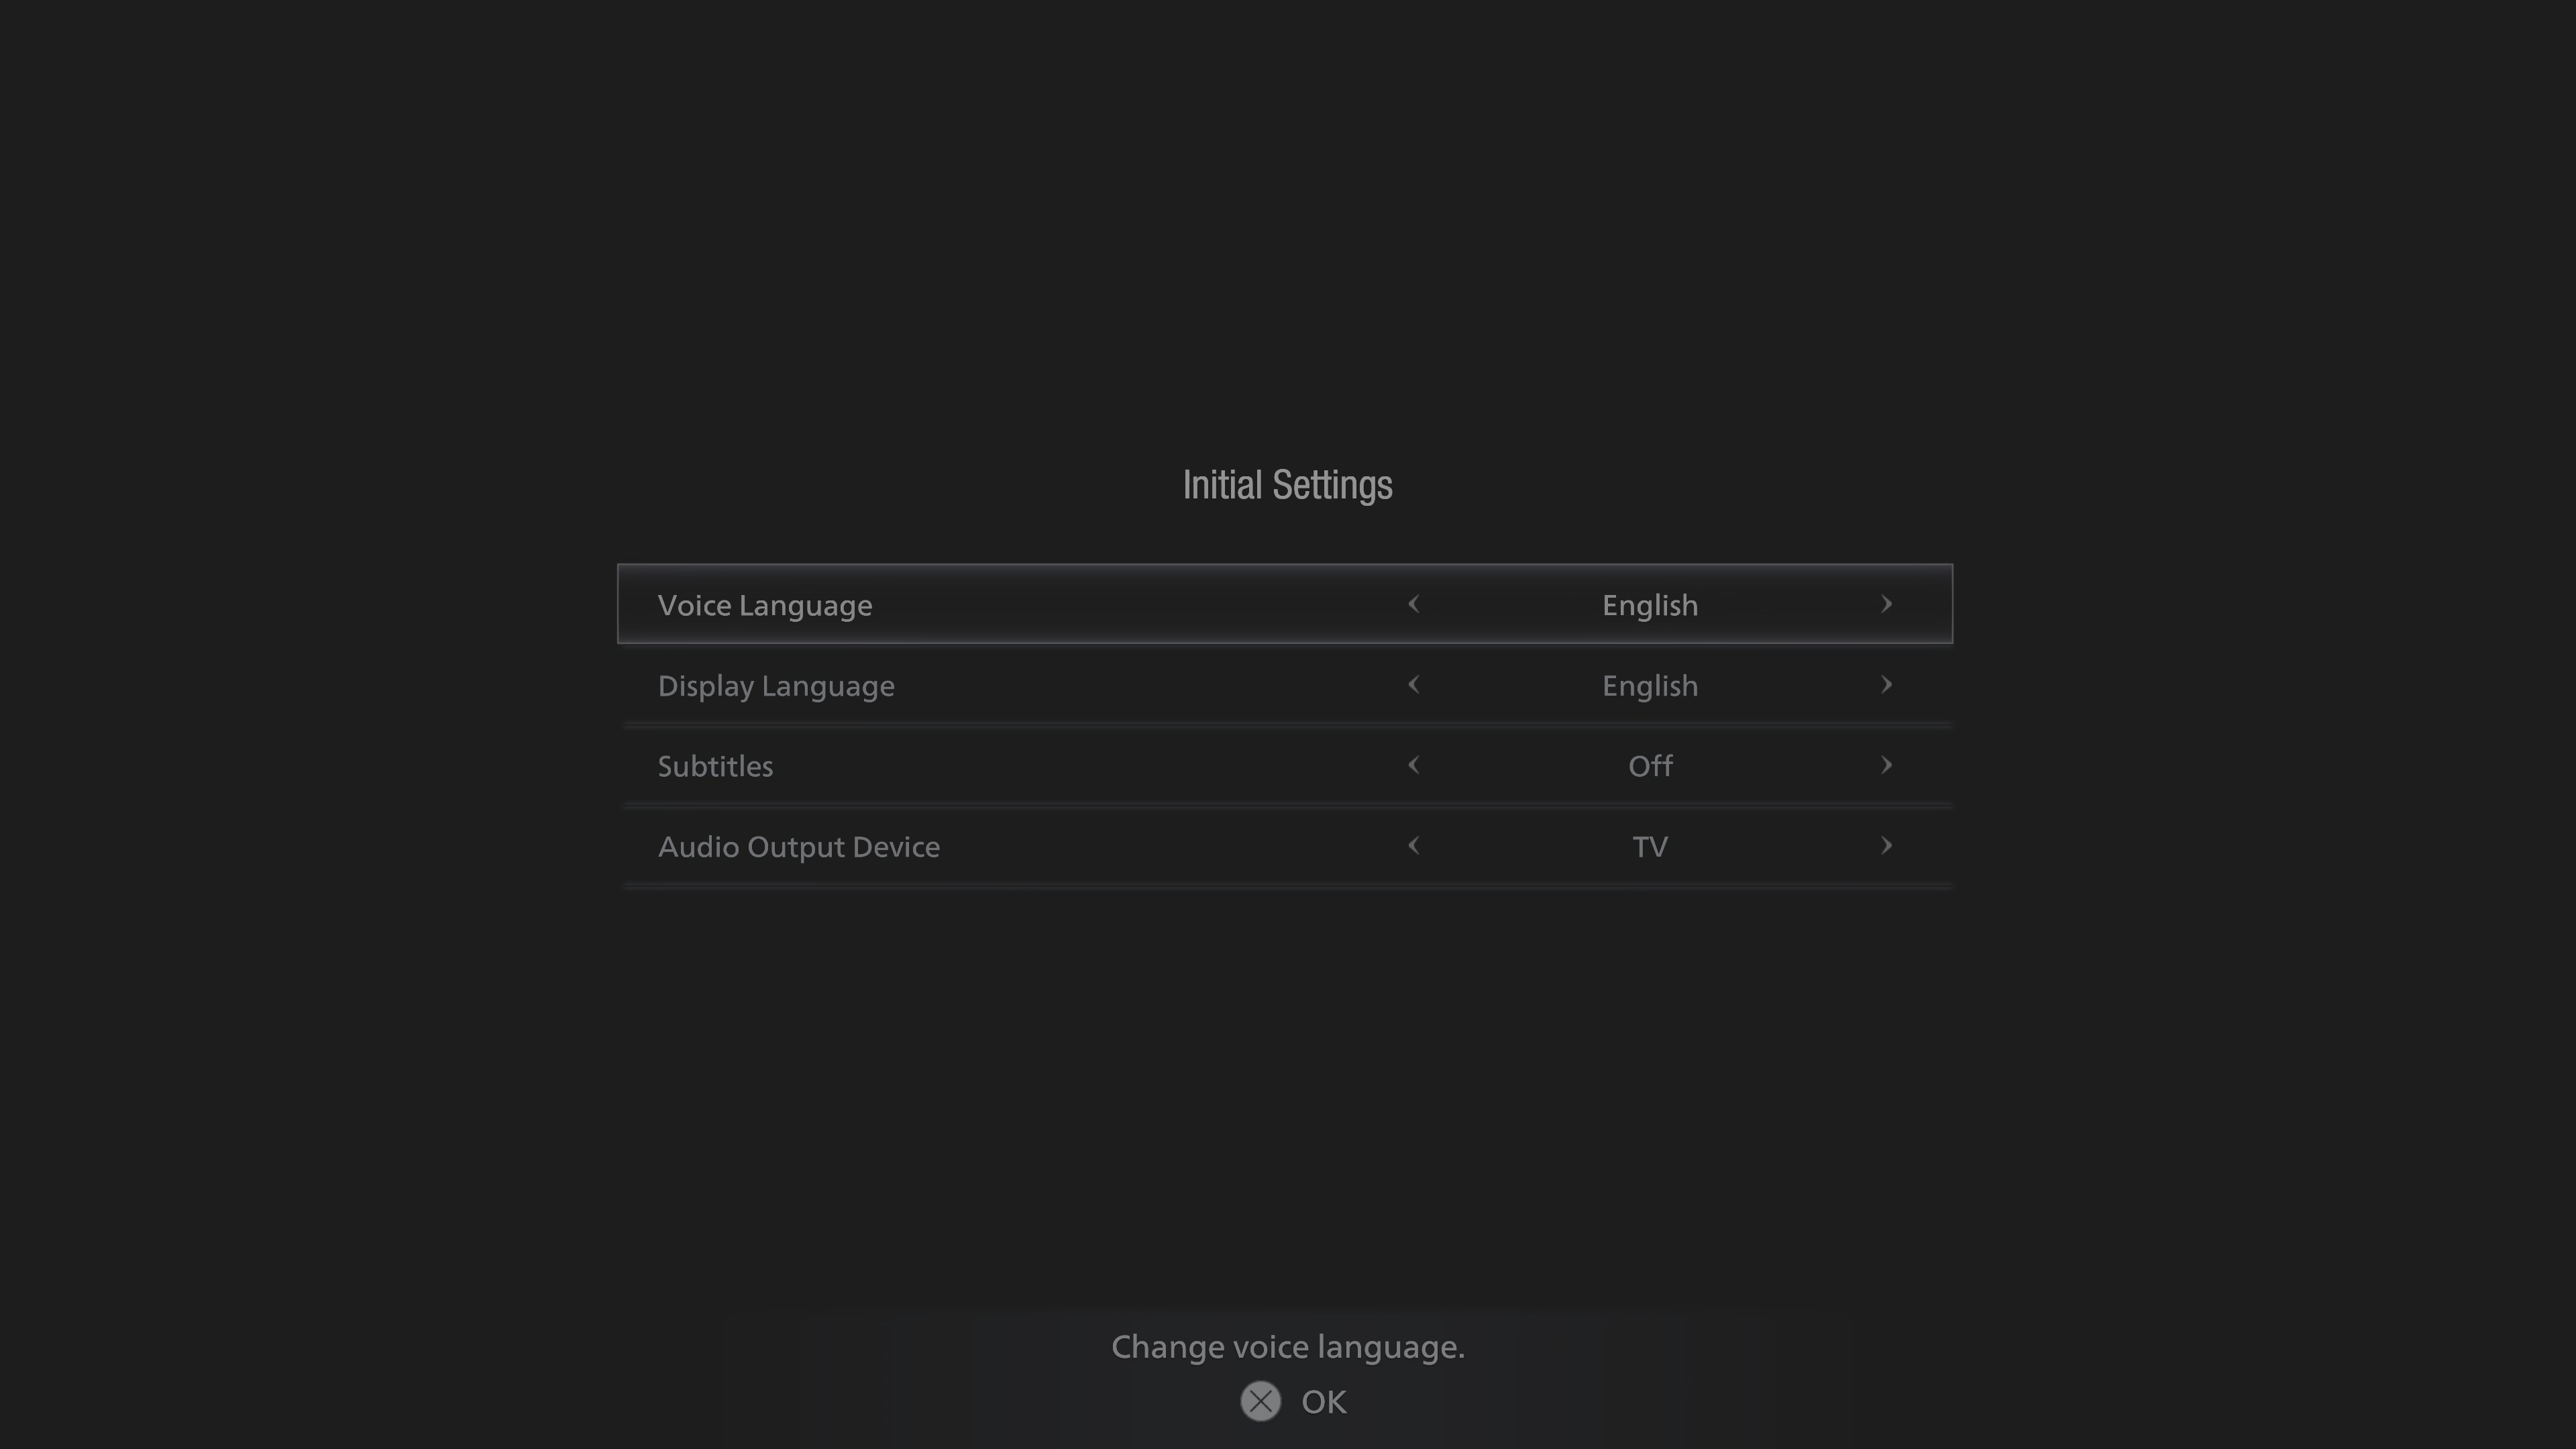 Initial Settings
Voice Language English
Display Language English
Subtitles Off
Audio Output Device TV
Change voice language.
OK